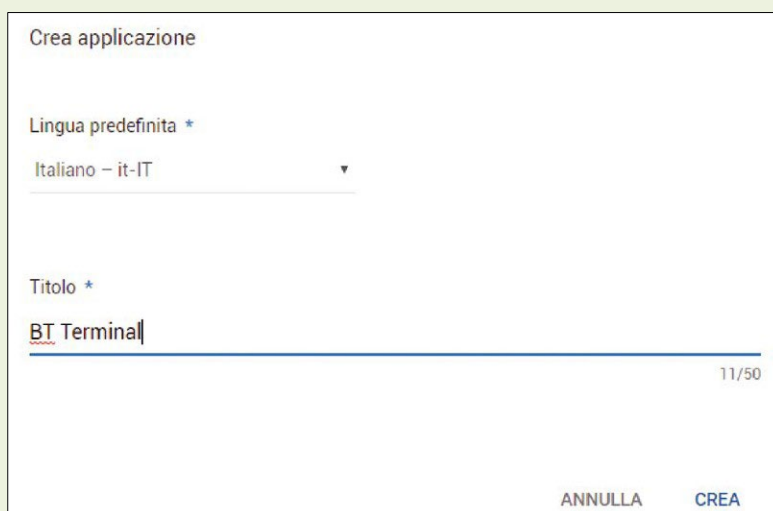 Crea applicazione
Lingua predefinita *
Italiano – it-IT
Titolo *
BT Terminal
11/50
ANNULLA CREA